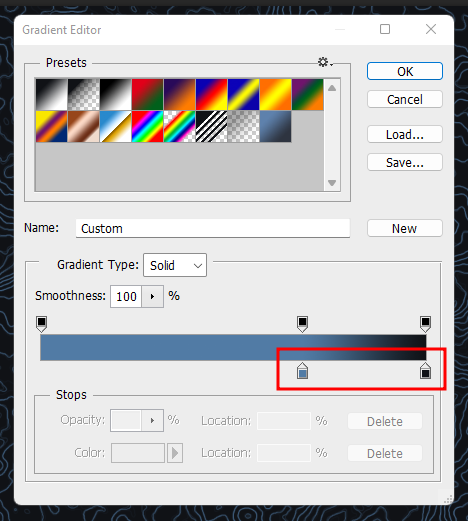 Gradient Editor
Presets
OK
Cancel
Load...
Save...
Name: Custom
New
Gradient Type: Solid
Smoothness: 100 %
Stops
Opacity: % Location: % Delete
Color: Location: % Delete